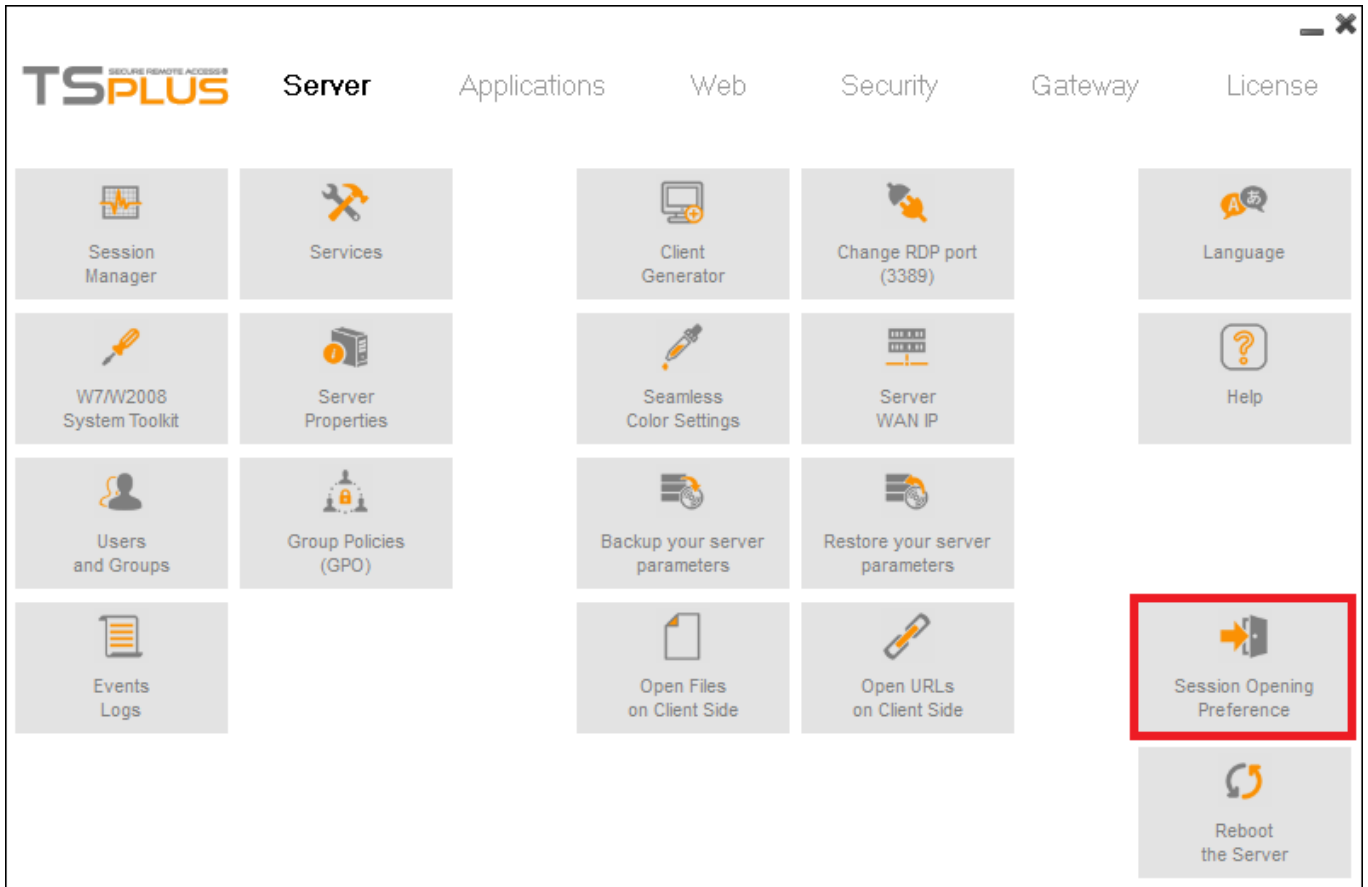 TSPLUS SECURE REMOTE ACCESS®
Server Applications Web Security Gateway License
Session
Manager
Services
Client
Generator
Change RDP port
(3389)
A あ
Language
W7/W2008
System Toolkit
Server
Properties
Seamless
Color Settings
Server
WAN IP
?
Help
Users
and Groups
Group Policies
(GPO)
Backup your server
parameters
Restore your server
parameters
Events
Logs
Open Files
on Client Side
Open URLs
on Client Side
Session Opening
Preference
Reboot
the Server